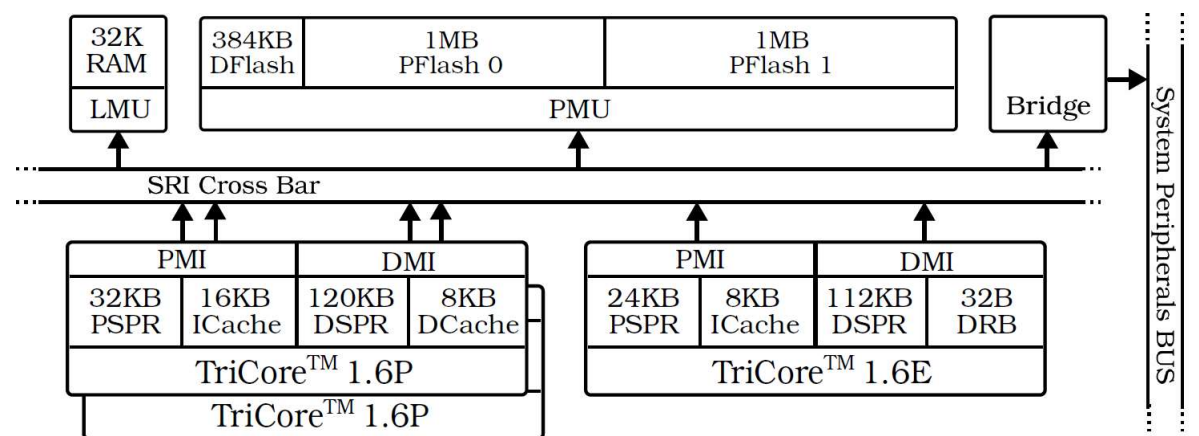 32K
RAM
LMU
384KB
DFlash
1MB
PFlash 0
1MB
PFlash 1
PMU
Bridge
System Peripherals BUS
SRI Cross Bar
PMI
DMI
32KB
PSPR
16KB
ICache
120KB
DSPR
8KB
DCache
TriCore™ 1.6P
TriCore™ 1.6P
PMI
DMI
24KB
PSPR
8KB
ICache
112KB
DSPR
32B
DRB
TriCore™ 1.6E